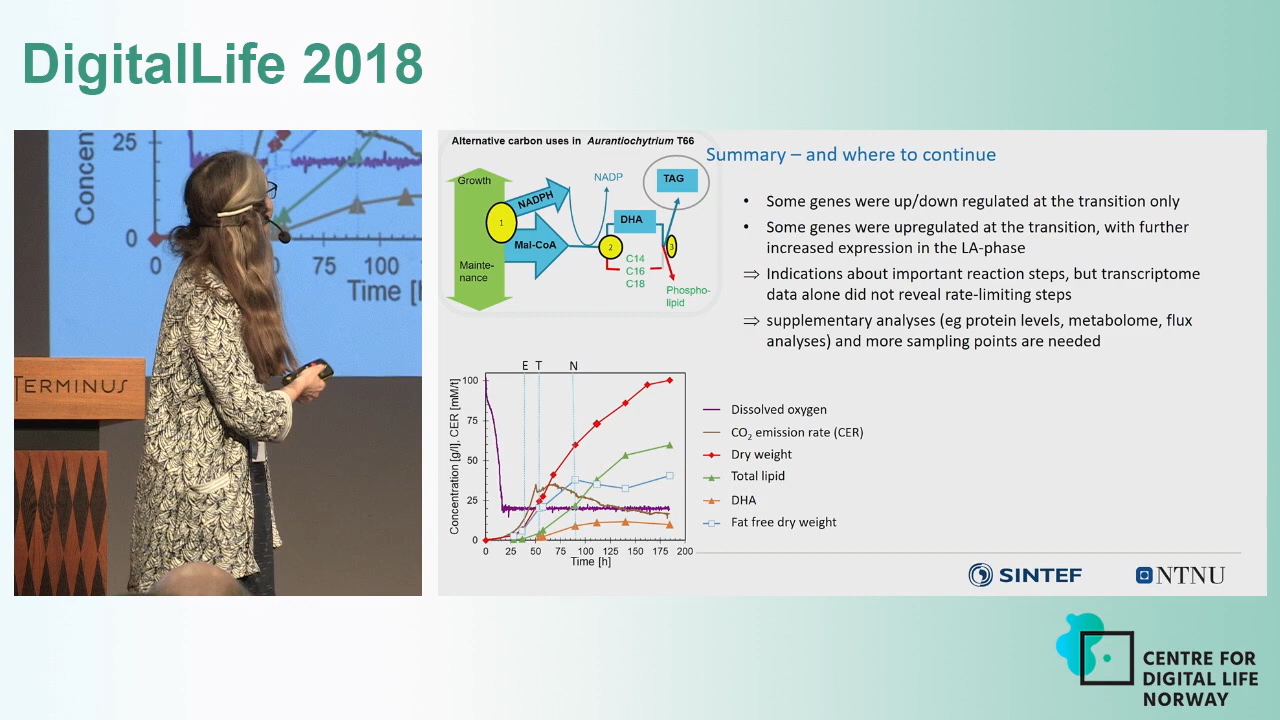 DigitalLife 2018
25
Concen
0
0
75
100
Time [h
TERMINUS
Alternative carbon uses in Aurantiochytrium T66
Growth
NADPH
NADP
TAG
1
DHA
Mal-CoA
2
3
Mainte-
nance
C14
C16
C18
Phospho-
lipid
Summary – and where to continue
• Some genes were up/down regulated at the transition only
• Some genes were upregulated at the transition, with further
increased expression in the LA-phase
⇒ Indications about important reaction steps, but transcriptome
data alone did not reveal rate-limiting steps
⇒ supplementary analyses (eg protein levels, metabolome, flux
analyses) and more sampling points are needed
E T N
Concentration [g/l], CER [mM/t]
100
75
50
25
0
0 25 50 75 100 125 150 175 200
Time [h]
Dissolved oxygen
CO₂ emission rate (CER)
Dry weight
Total lipid
DHA
Fat free dry weight
SINTEF
NTNU
CENTRE FOR
DIGITAL LIFE
NORWAY